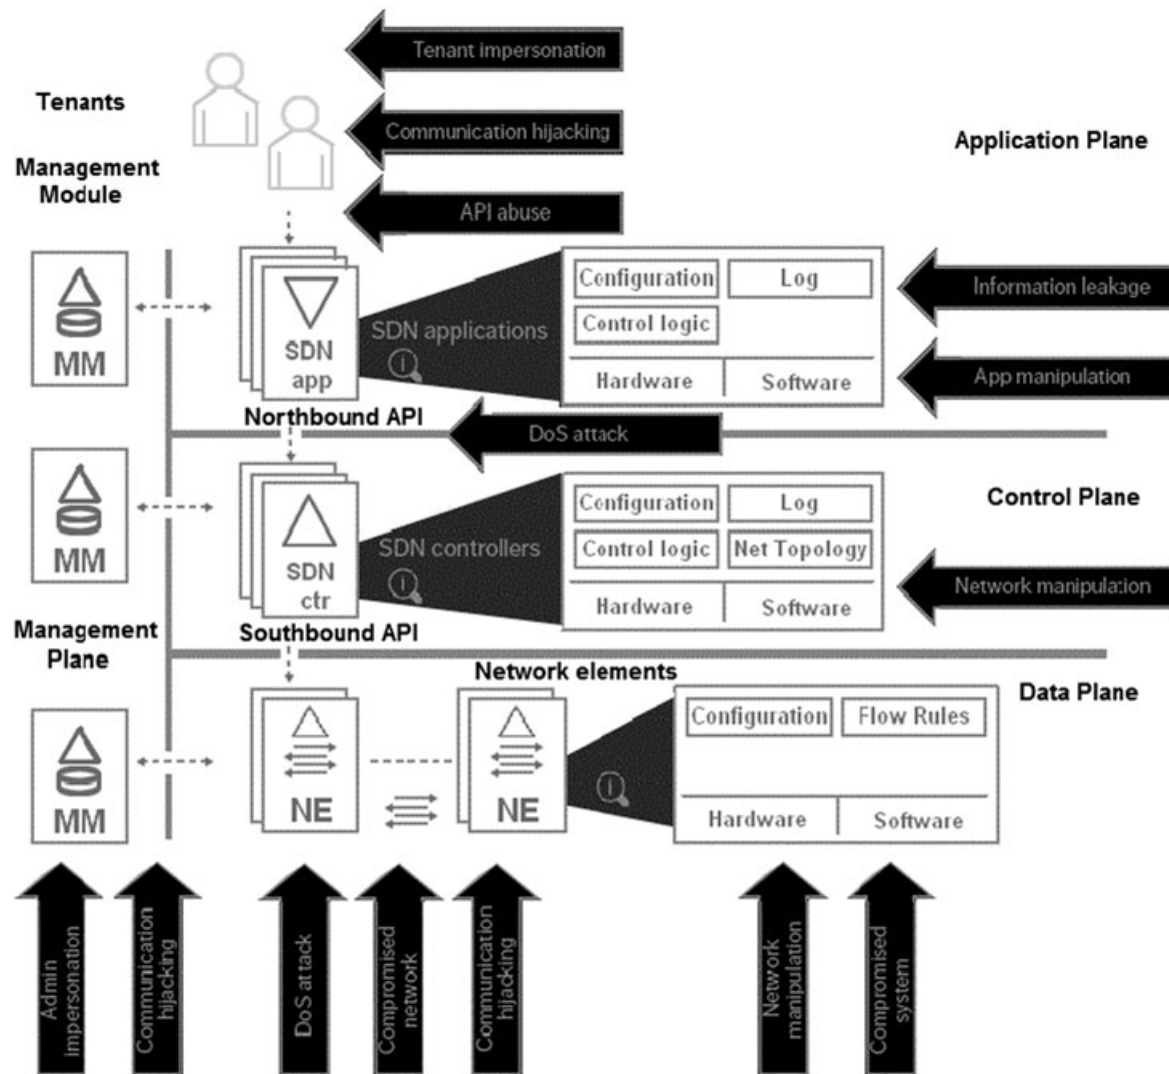 Tenant impersonation
Tenants
Communication hijacking
Application Plane
Management
Module
API abuse
Configuration
Log
Information leakage
SDN applications
Control logic
MM
SDN
app
Hardware
Software
App manipulation
Northbound API
DoS attack
Configuration
Log
Control Plane
SDN controllers
Control logic
Net Topology
MM
SDN
ctr
Hardware
Software
Network manipulation
Management
Plane
Southbound API
Network elements
Data Plane
Configuration
Flow Rules
MM
NE
NE
Hardware
Software
Admin
impersonation
Communication
hijacking
DoS attack
Compromised
network
Communication
hijacking
Network
manipulation
Compromised
system